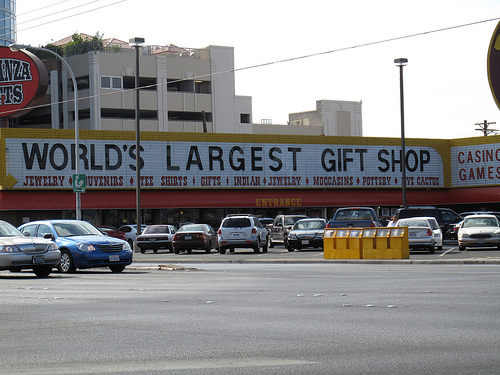 WORLD'S LARGEST GIFT SHOP
JEWELRY ♦ SOUVENIRS ♦ TEE SHIRTS ♦ GIFTS ♦ INDIAN JEWELRY ♦ MOCCASINS ♦ POTTERY ♦ LIVE CACTUS
ENTRANCE
CASINO
GAMES
NZA
TS